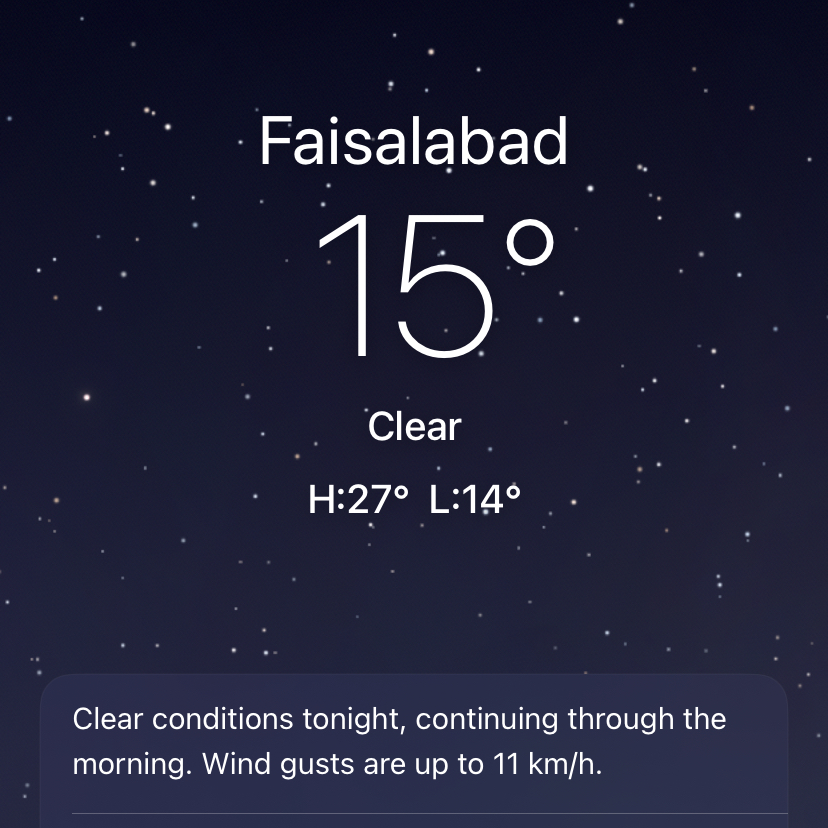 Faisalabad
15°
Clear
H:27° L:14°
Clear conditions tonight, continuing through the
morning. Wind gusts are up to 11 km/h.